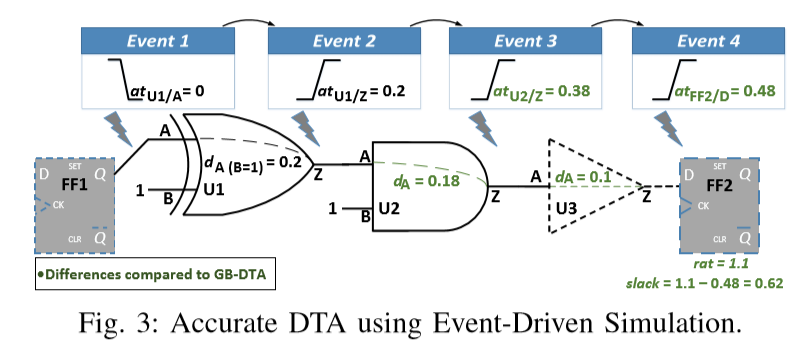 Event 1
Event 2
Event 3
Event 4
atU1/A= 0
atU1/Z= 0.2
atU2/Z= 0.38
atFF2/D= 0.48
D SET Q
FF1
CK
CLR Q
A
1
B
dA (B=1) = 0.2
U1
Z
A
1
B
dA = 0.18
U2
Z
A
dA = 0.1
U3
Z
D SET Q
FF2
CK
CLR Q
•Differences compared to GB-DTA
rat = 1.1
slack = 1.1 – 0.48 = 0.62
Fig. 3: Accurate DTA using Event-Driven Simulation.